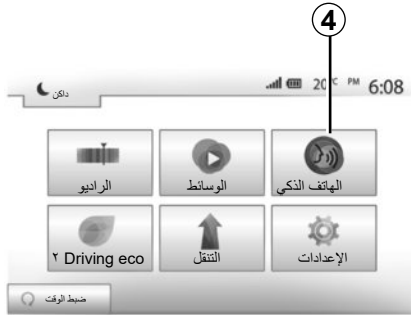 4
داكن
20°C PM 6:08
الراديو
الوسائط
الهاتف الذكي
Driving eco ٢
التنقل
الإعدادات
ضبط الوقت